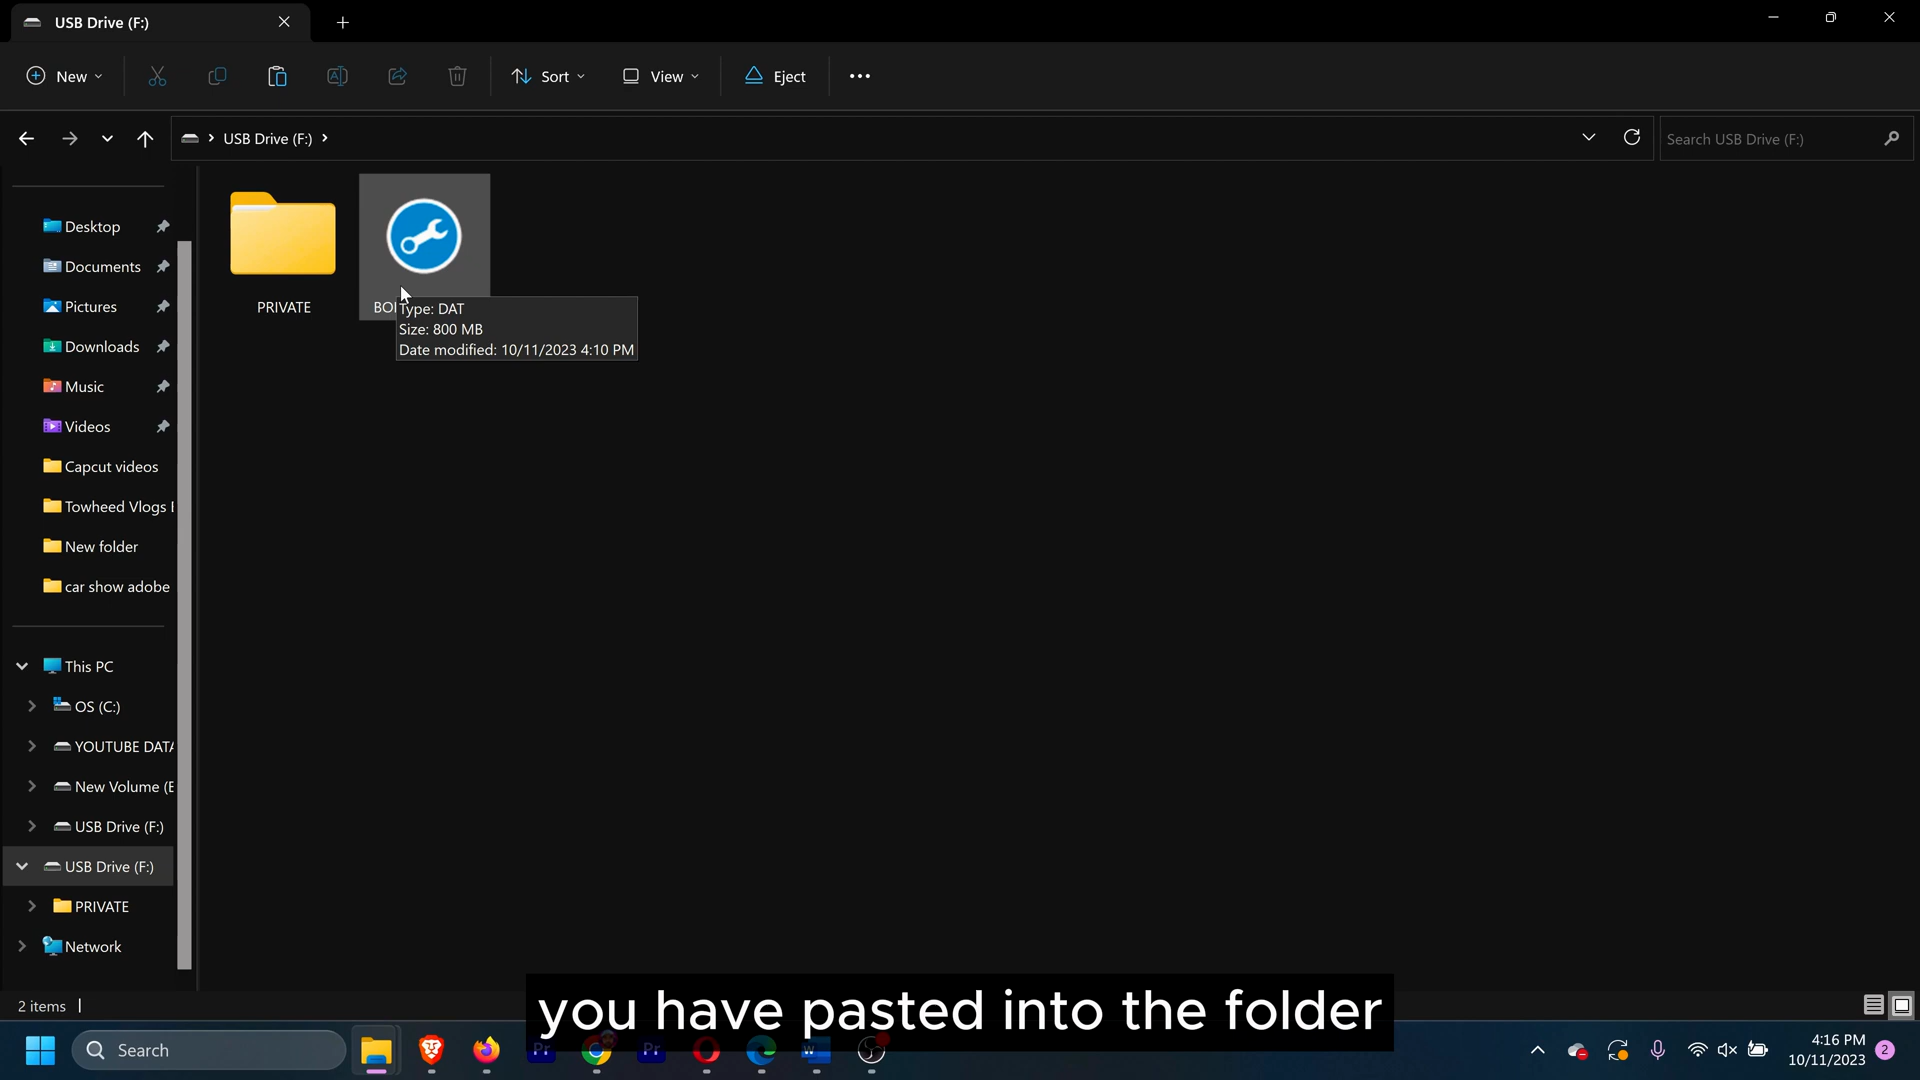 USB Drive (F:)
New
Sort
View
Eject
USB Drive (F:)
Search USB Drive (F:)
Desktop
Documents
Pictures
Downloads
Music
Videos
Capcut videos
Towheed Vlogs
New folder
car show adobe
This PC
OS (C:)
YOUTUBE DATA
New Volume (E
USB Drive (F:)
USB Drive (F:)
PRIVATE
Network
PRIVATE
Type: DAT
Size: 800 MB
Date modified: 10/11/2023 4:10 PM
2 items
you have pasted into the folder
Search
Pr
Pr
W
4:16 PM
10/11/2023
2